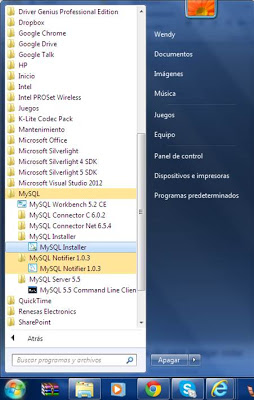 Driver Genius Professional Edition
Dropbox
Google Chrome
Google Drive
Google Talk
HP
Inicio
Intel
Intel PROSet Wireless
Juegos
K-Lite Codec Pack
Mantenimiento
Microsoft Office
Microsoft Silverlight
Microsoft Silverlight 4 SDK
Microsoft Silverlight 5 SDK
Microsoft Visual Studio 2012
MySQL
MySQL Workbench 5.2 CE
MySQL Connector C 6.0.2
MySQL Connector Net 6.5.4
MySQL Installer
MySQL Installer
MySQL Notifier 1.0.3
MySQL Notifier 1.0.3
MySQL Server 5.5
MySQL 5.5 Command Line Clien
QuickTime
Renesas Electronics
SharePoint
Atrás
Buscar programas y archivos
Wendy
Documentos
Imágenes
Música
Juegos
Equipo
Panel de control
Dispositivos e impresoras
Programas predeterminados
Apagar